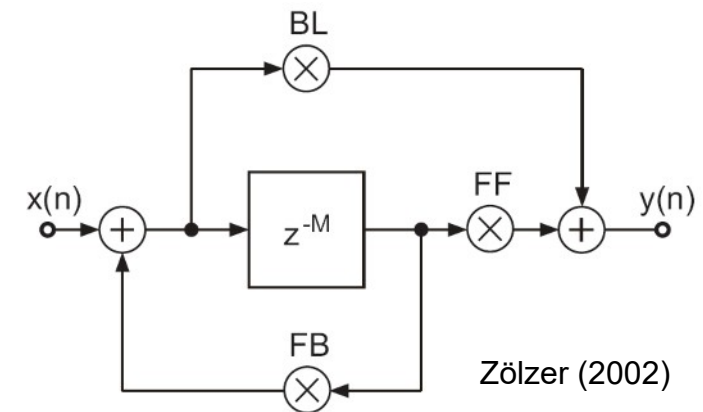 BL
x(n)
+
z^-M
FF
+
y(n)
FB
Zölzer (2002)